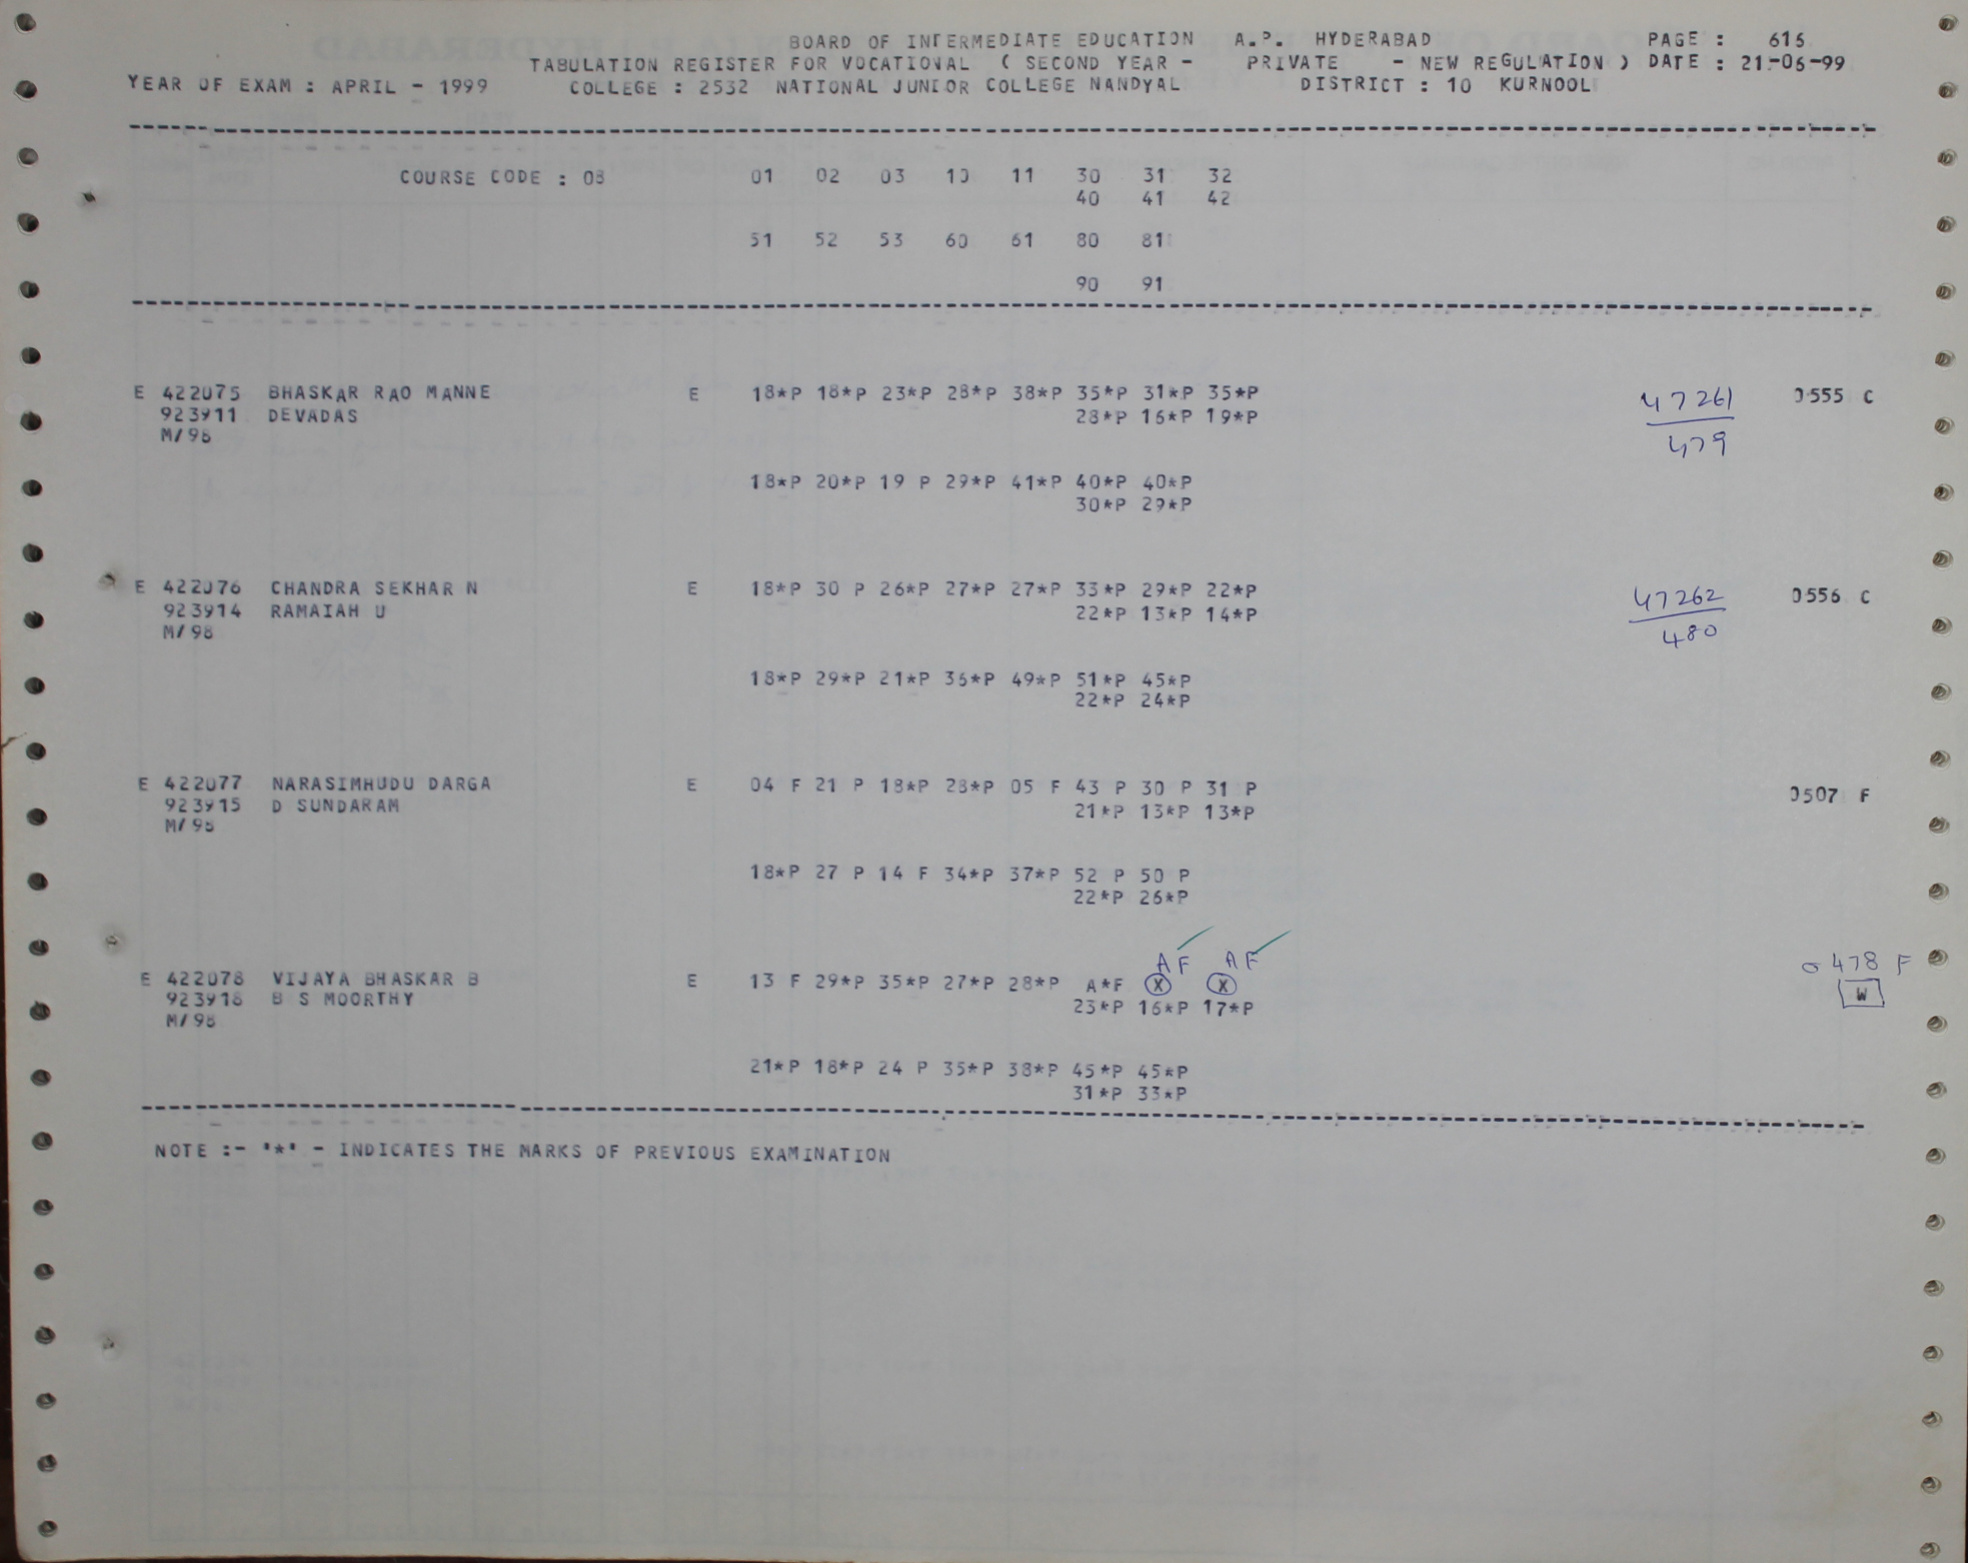 BOARD OF INTERMEDIATE EDUCATION A.P. HYDERABAD PAGE : 616
TABULATION REGISTER FOR VOCATIONAL ( SECOND YEAR - PRIVATE - NEW REGULATION ) DATE : 21-06-99
YEAR OF EXAM : APRIL - 1999 COLLEGE : 2532 NATIONAL JUNIOR COLLEGE NANDYAL DISTRICT : 10 KURNOOL
COURSE CODE : 08 01 02 03 10 11 30 31 32
40 41 42
51 52 53 60 61 80 81
90 91
E 422075 BHASKAR RAO MANNE E 18*P 18*P 23*P 28*P 38*P 35*P 31*P 35*P 47261 0555 C
923911 DEVADAS 28*P 16*P 19*P 479
M/98
18*P 20*P 19 P 29*P 41*P 40*P 40*P
30*P 29*P
E 422076 CHANDRA SEKHAR N E 18*P 30 P 26*P 27*P 27*P 33*P 29*P 22*P 47262 0556 C
923914 RAMAIAH U 22*P 13*P 14*P 480
M/98
18*P 29*P 21*P 36*P 49*P 51*P 45*P
22*P 24*P
E 422077 NARASIMHUDU DARGA E 04 F 21 P 18*P 28*P 05 F 43 P 30 P 31 P 0507 F
923915 D SUNDARAM 21*P 13*P 13*P
M/98
18*P 27 P 14 F 34*P 37*P 52 P 50 P
22*P 26*P
AF AF 0478 F
E 422078 VIJAYA BHASKAR B E 13 F 29*P 35*P 27*P 28*P A*F X X W
923918 B S MOORTHY 23*P 16*P 17*P
M/98
21*P 18*P 24 P 35*P 38*P 45*P 45*P
31*P 33*P
NOTE :- '*' - INDICATES THE MARKS OF PREVIOUS EXAMINATION